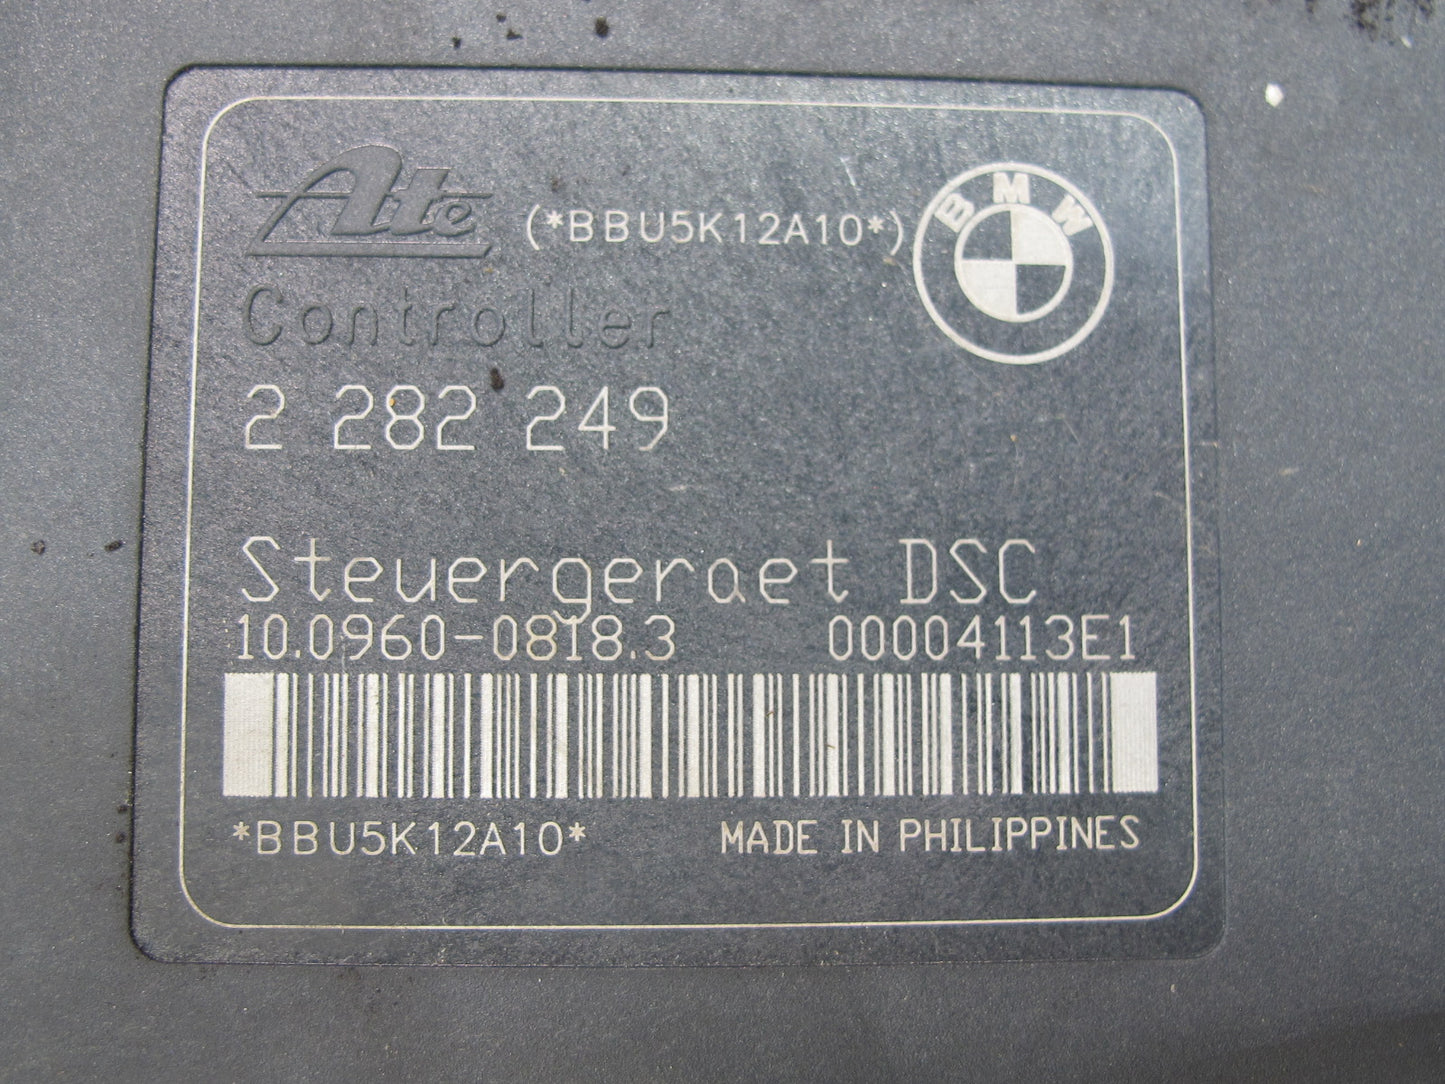 Ate (*BBU5K12A10*) BMW
Controller
2 282 249
Steuergeraet DSC
10.0960-0818.3 00004113E1
*BBU5K12A10* MADE IN PHILIPPINES